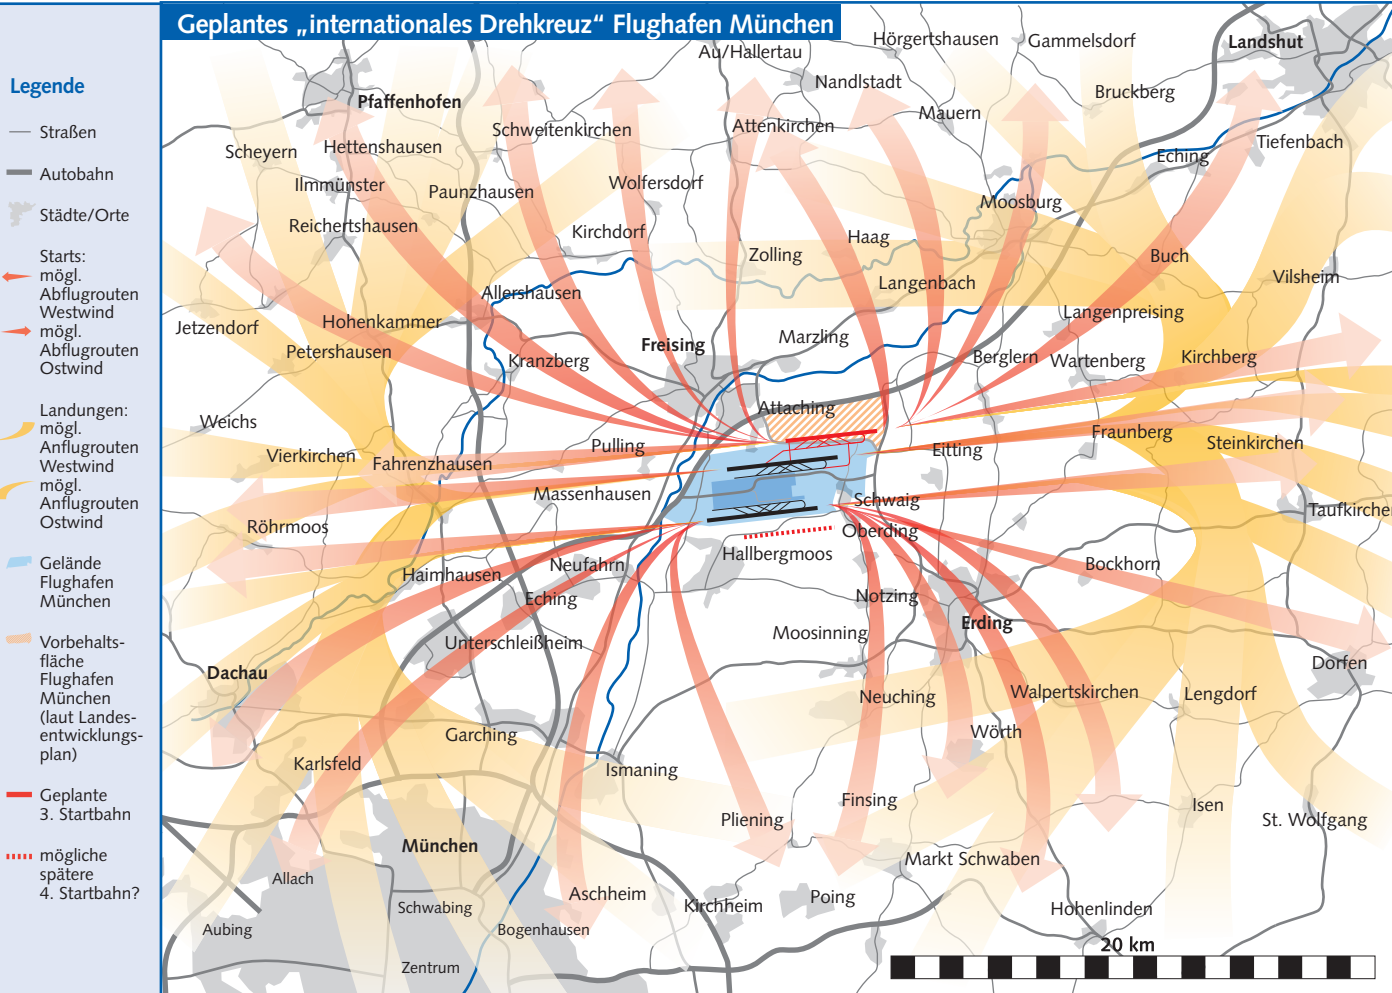 Geplantes „internationales Drehkreuz“ Flughafen München
Legende
Straßen
Autobahn
Städte/Orte
Starts:
mögl.
Abflugrouten
Westwind
mögl.
Abflugrouten
Ostwind
Landungen:
mögl.
Anflugrouten
Westwind
mögl.
Anflugrouten
Ostwind
Gelände
Flughafen
München
Vorbehalts-
fläche
Flughafen
München
(laut Landes-
entwicklungs-
plan)
Geplante
3. Startbahn
mögliche
spätere
4. Startbahn?
Au/Hallertau
Hörgertshausen
Gammelsdorf
Landshut
Nandlstadt
Bruckberg
Pfaffenhofen
Mauern
Schweitenkirchen
Attenkirchen
Tiefenbach
Scheyern
Hettenshausen
Eching
Ilmmünster
Paunzhausen
Wolfersdorf
Moosburg
Reichertshausen
Kirchdorf
Haag
Zolling
Buch
Vilsheim
Langenbach
Allershausen
Langenpreising
Jetzendorf
Hohenkammer
Marzling
Freising
Petershausen
Kranzberg
Berglern
Wartenberg
Kirchberg
Attaching
Weichs
Fraunberg
Steinkirchen
Pulling
Eitting
Vierkirchen
Fahrenzhausen
Massenhausen
Schwaig
Taufkirchen
Röhrmoos
Oberding
Hallbergmoos
Neufahrn
Bockhorn
Haimhausen
Eching
Notzing
Erding
Moosinning
Unterschleißheim
Dorfen
Dachau
Neuching
Walpertskirchen
Lengdorf
Garching
Wörth
Karlsfeld
Ismaning
Finsing
Isen
Pliening
St. Wolfgang
München
Markt Schwaben
Allach
Aschheim
Poing
Schwabing
Kirchheim
Hohenlinden
Aubing
Bogenhausen
20 km
Zentrum